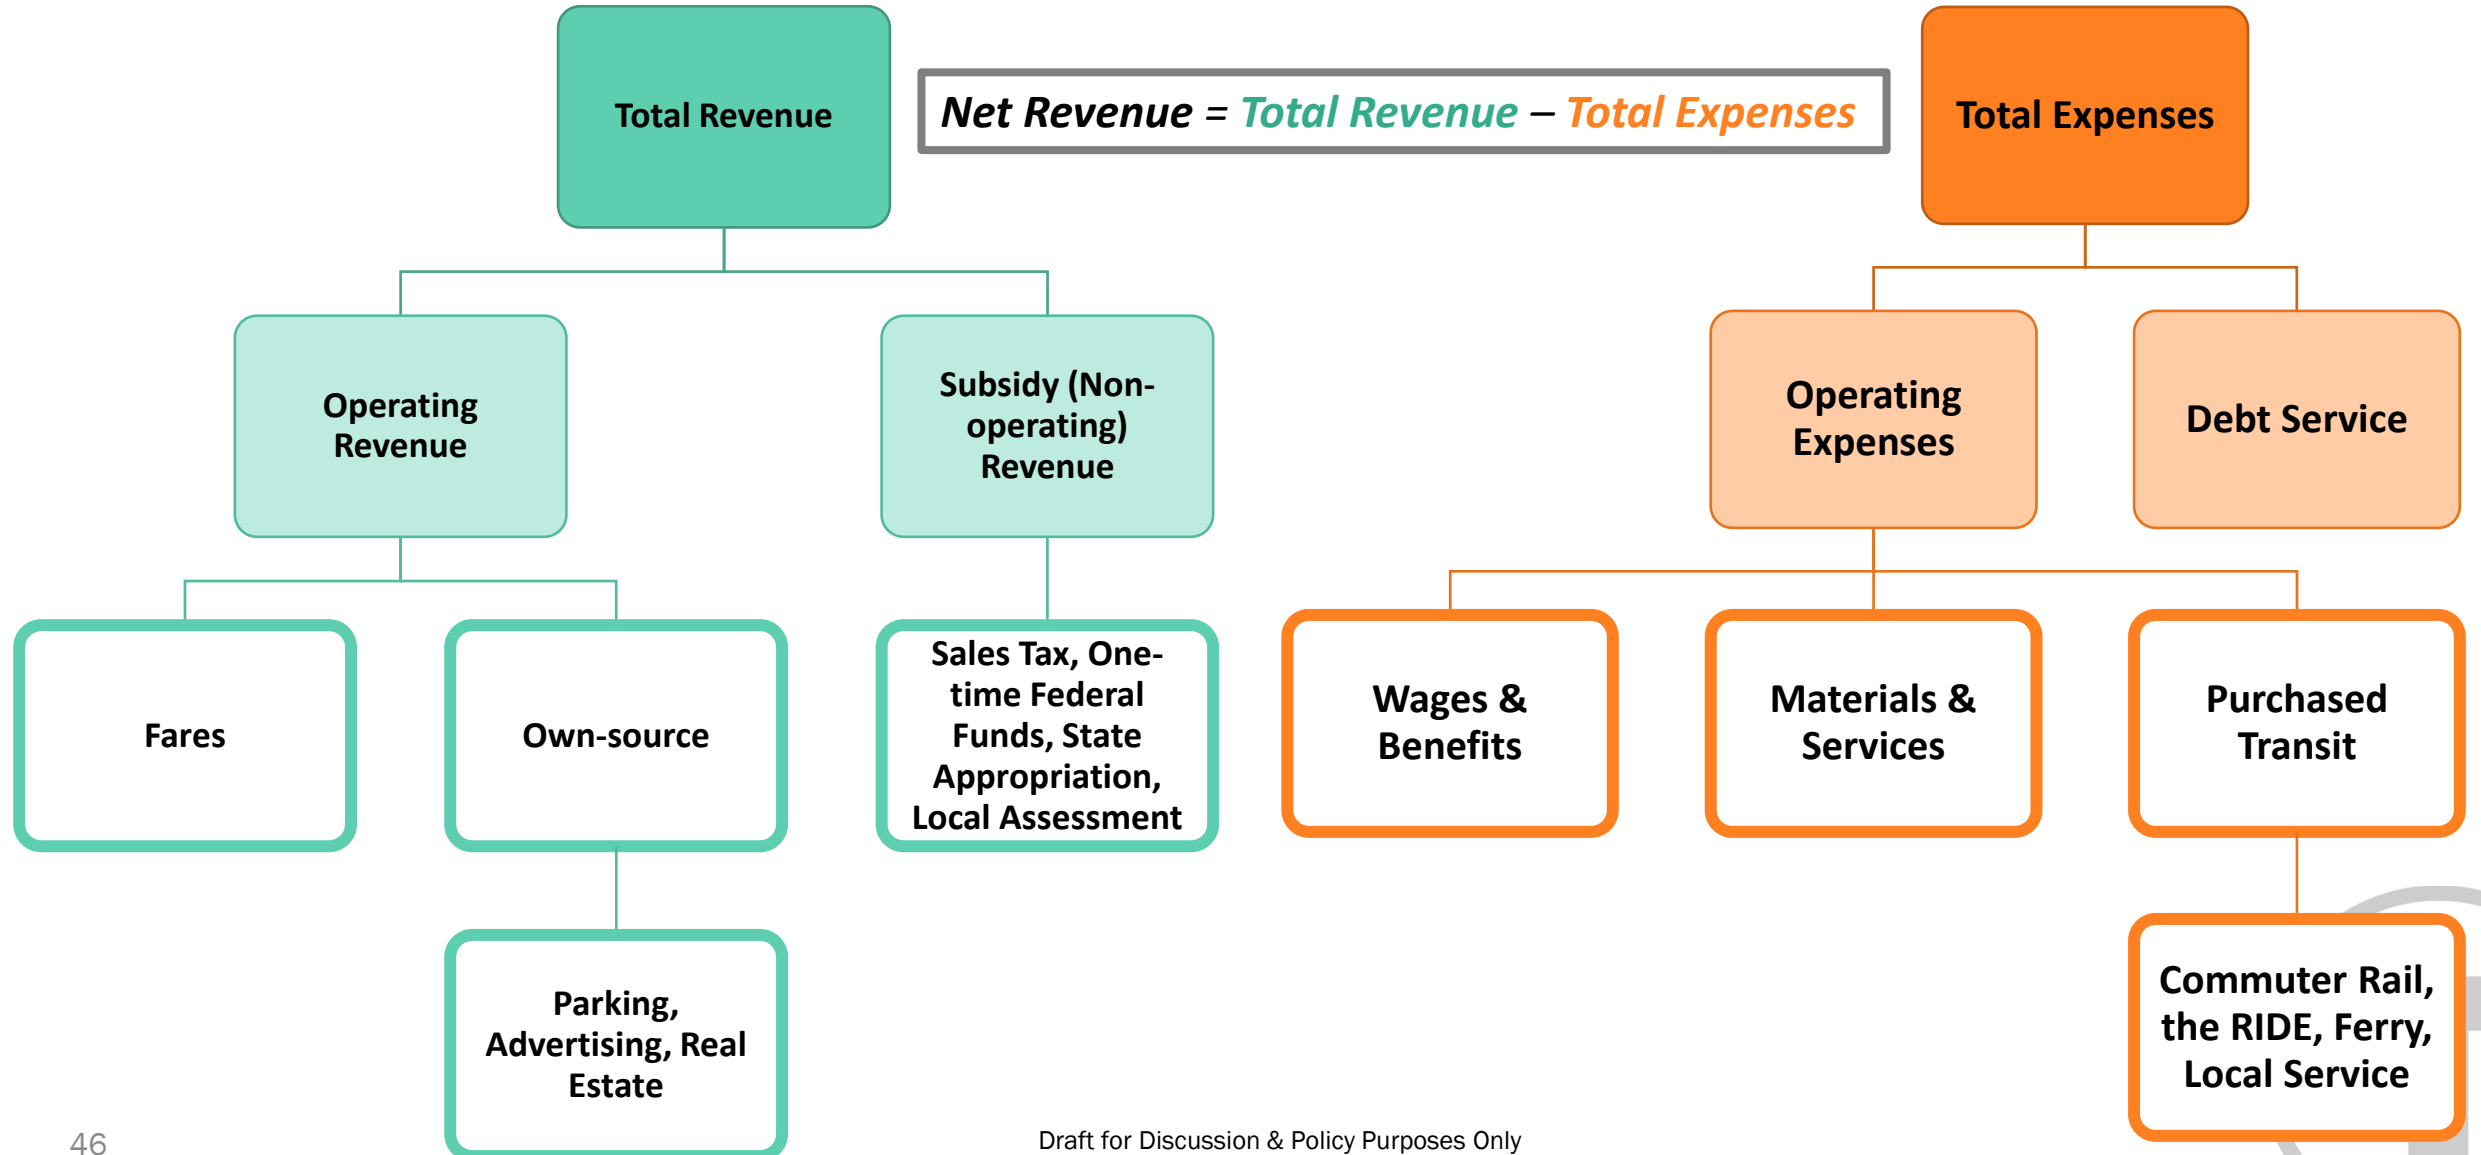 Total Revenue
Net Revenue = Total Revenue – Total Expenses
Total Expenses
Operating
Revenue
Subsidy (Non-
operating)
Revenue
Operating
Expenses
Debt Service
Fares
Own-source
Sales Tax, One-
time Federal
Funds, State
Appropriation,
Local Assessment
Wages &
Benefits
Materials &
Services
Purchased
Transit
Parking,
Advertising, Real
Estate
Commuter Rail,
the RIDE, Ferry,
Local Service
46
Draft for Discussion & Policy Purposes Only